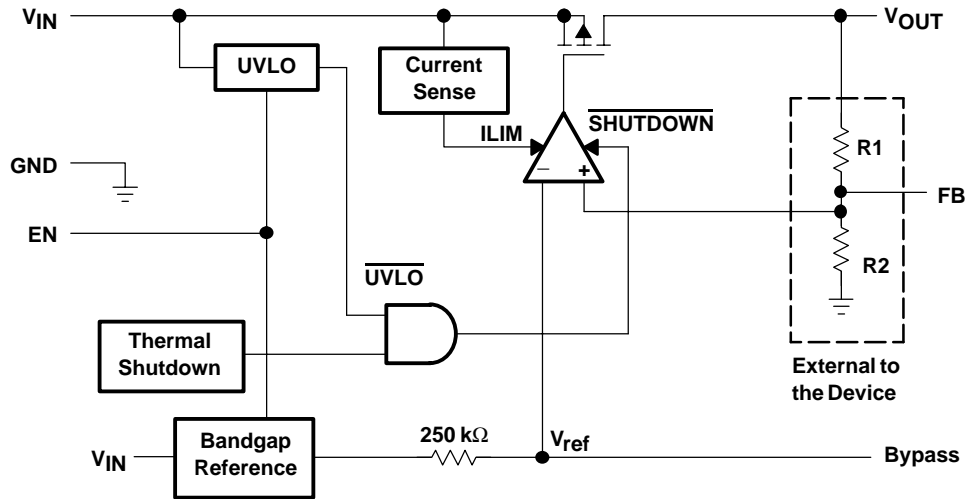 VIN
VOUT
UVLO
Current
Sense
SHUTDOWN
ILIM
R1
GND
− +
FB
EN
R2
UVLO
Thermal
Shutdown
External to
the Device
250 kΩ
Vref
VIN
Bandgap
Reference
Bypass